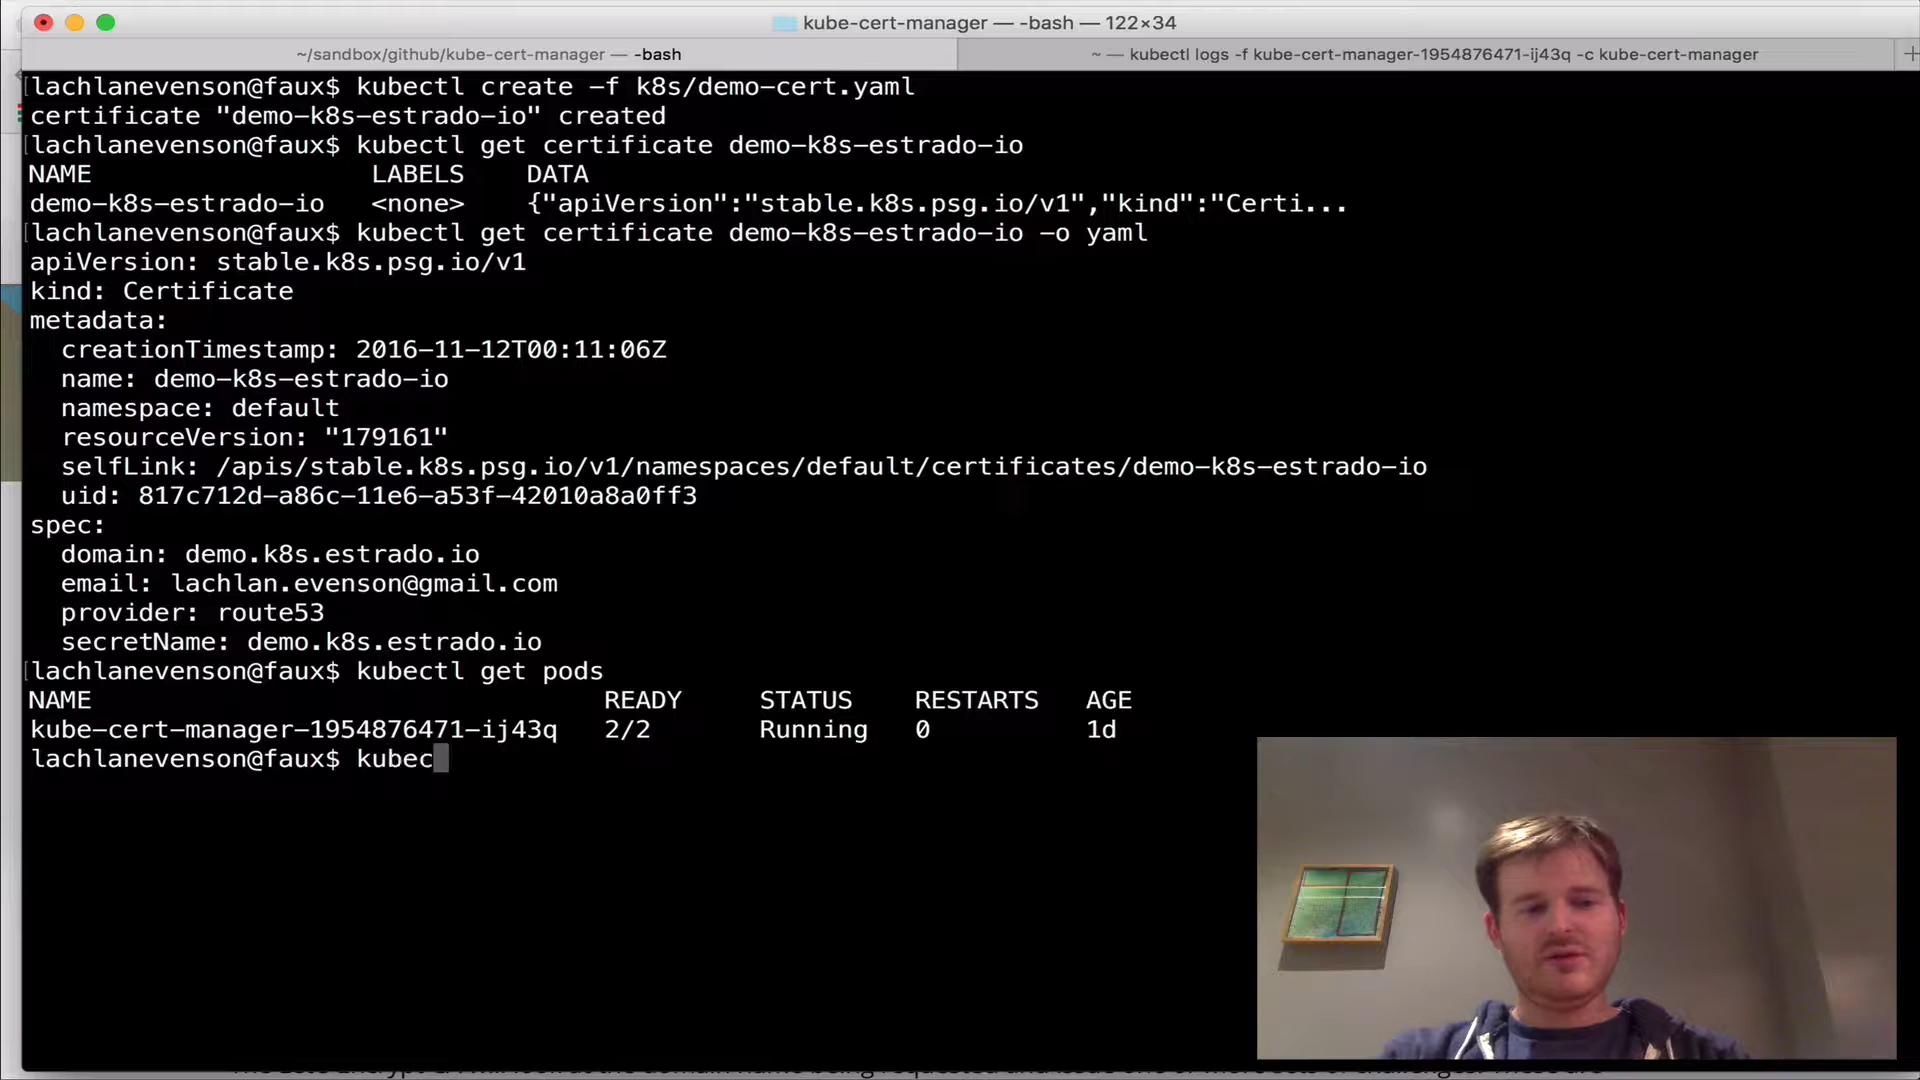 kube-cert-manager — -bash — 122×34
~/sandbox/github/kube-cert-manager — -bash
~ — kubectl logs -f kube-cert-manager-1954876471-ij43q -c kube-cert-manager
[lachlanevenson@faux$ kubectl create -f k8s/demo-cert.yaml
certificate "demo-k8s-estrado-io" created
[lachlanevenson@faux$ kubectl get certificate demo-k8s-estrado-io
NAME LABELS DATA
demo-k8s-estrado-io <none> {"apiVersion":"stable.k8s.psg.io/v1","kind":"Certi...
[lachlanevenson@faux$ kubectl get certificate demo-k8s-estrado-io -o yaml
apiVersion: stable.k8s.psg.io/v1
kind: Certificate
metadata:
  creationTimestamp: 2016-11-12T00:11:06Z
  name: demo-k8s-estrado-io
  namespace: default
  resourceVersion: "179161"
  selfLink: /apis/stable.k8s.psg.io/v1/namespaces/default/certificates/demo-k8s-estrado-io
  uid: 817c712d-a86c-11e6-a53f-42010a8a0ff3
spec:
  domain: demo.k8s.estrado.io
  email: lachlan.evenson@gmail.com
  provider: route53
  secretName: demo.k8s.estrado.io
[lachlanevenson@faux$ kubectl get pods
NAME READY STATUS RESTARTS AGE
kube-cert-manager-1954876471-ij43q 2/2 Running 0 1d
lachlanevenson@faux$ kubec